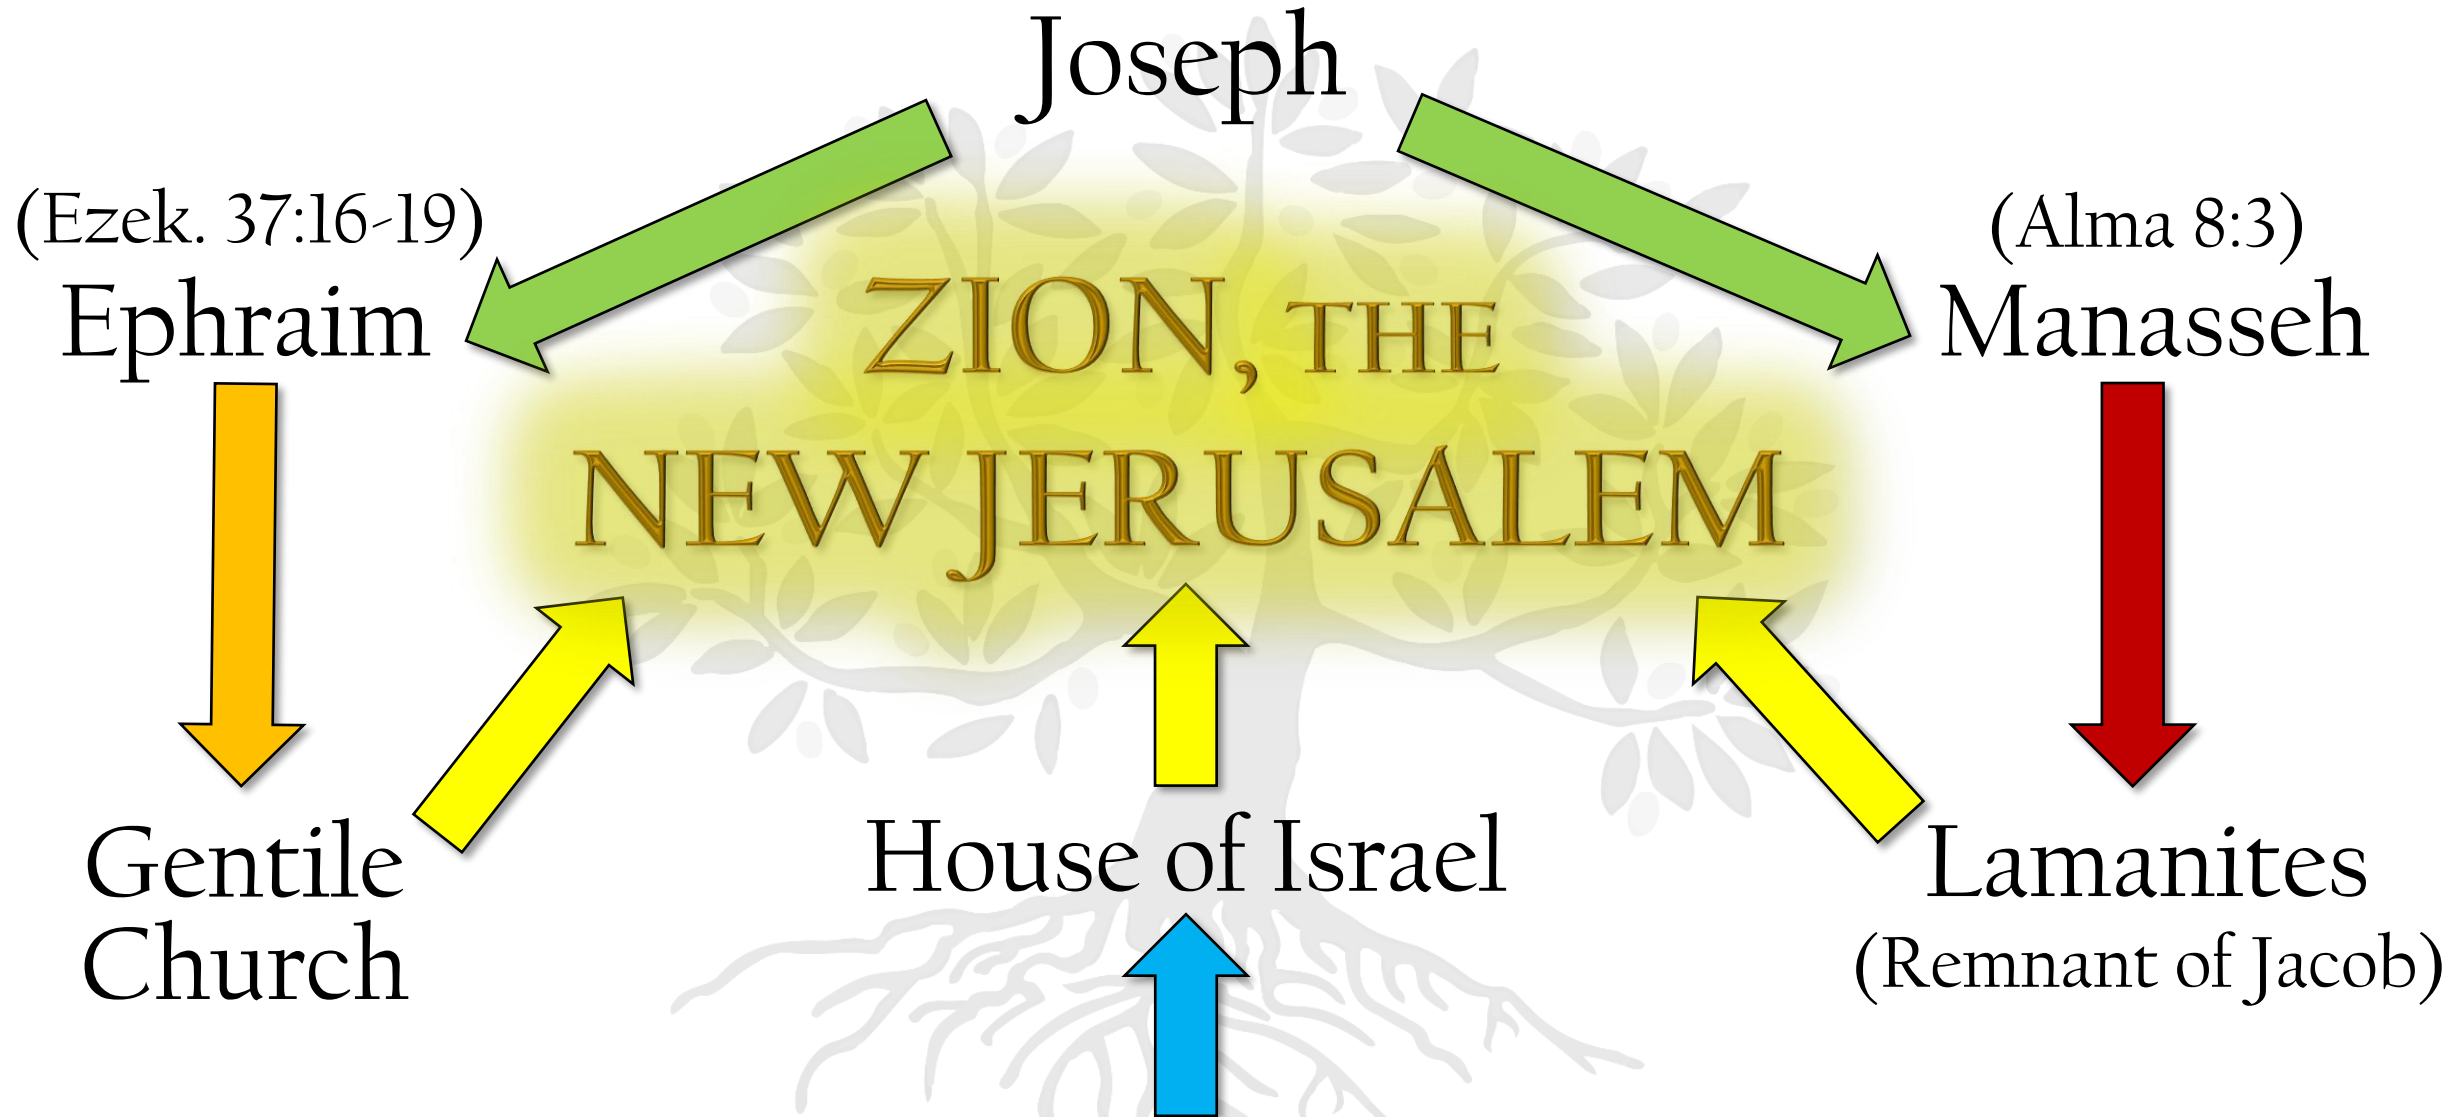 Joseph
(Ezek. 37:16-19)
Ephraim
(Alma 8:3)
Manasseh
ZION, THE
NEW JERUSALEM
Gentile
Church
House of Israel
Lamanites
(Remnant of Jacob)